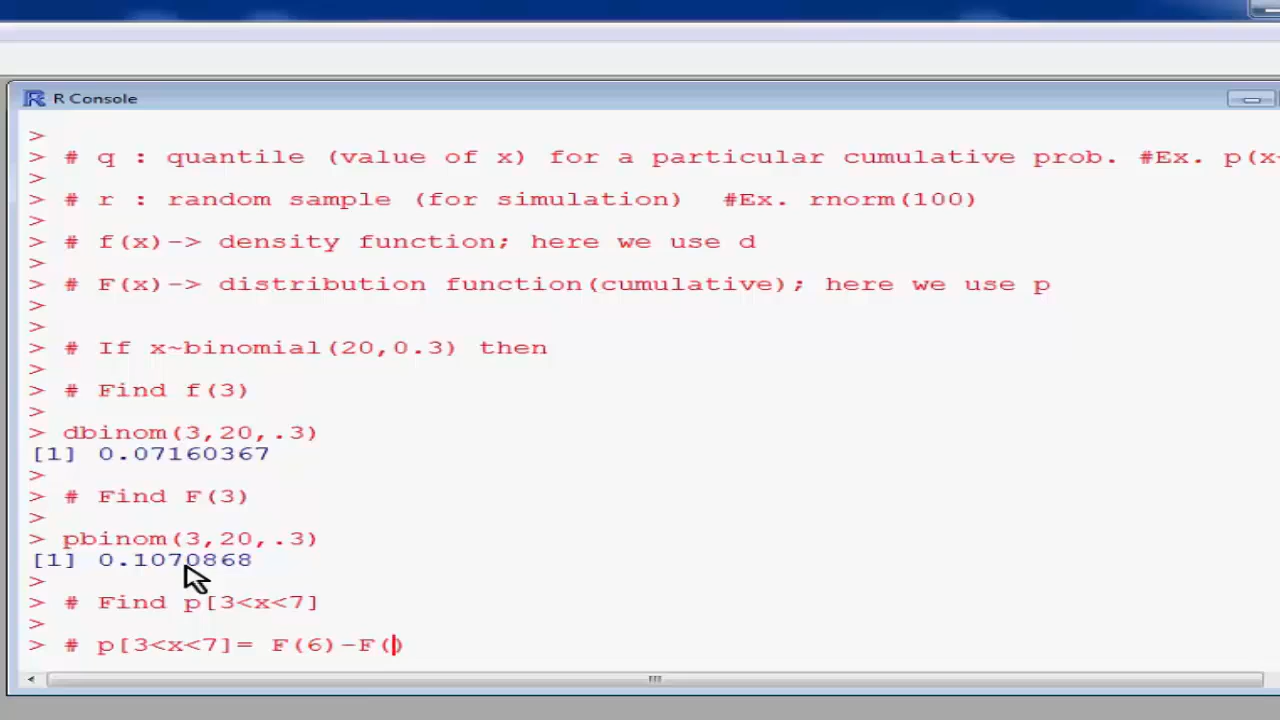 R Console
>
> # q : quantile (value of x) for a particular cumulative prob. #Ex. p(x
>
> # r : random sample (for simulation)  #Ex. rnorm(100)
>
> # f(x)-> density function; here we use d
>
> # F(x)-> distribution function(cumulative); here we use p
>
>
> # If x~binomial(20,0.3) then
>
> # Find f(3)
>
> dbinom(3,20,.3)
[1] 0.07160367
>
> # Find F(3)
>
> pbinom(3,20,.3)
[1] 0.1070868
>
> # Find p[3<x<7]
>
> # p[3<x<7]= F(6)-F()